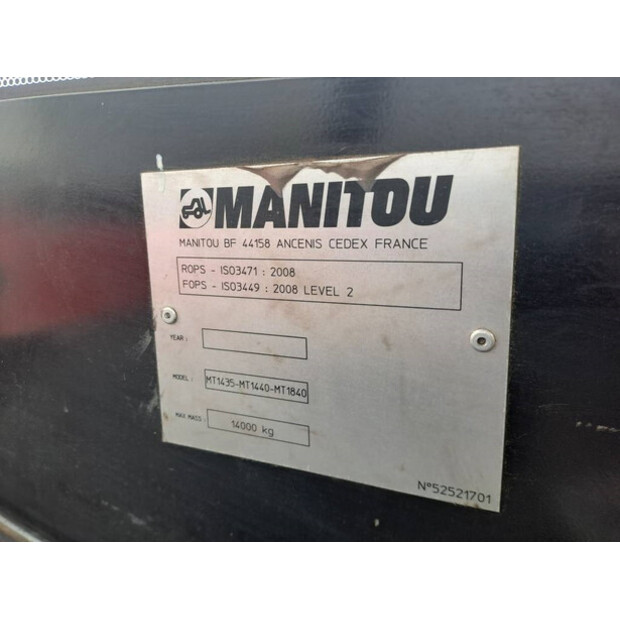 MANITOU
MANITOU BF 44158 ANCENIS CEDEX FRANCE
ROPS - ISO3471 : 2008
FOPS - ISO3449 : 2008 LEVEL 2
YEAR :
MODEL : MT1435-MT1440-MT1840
MAX MASS : 14000 kg
N°52521701